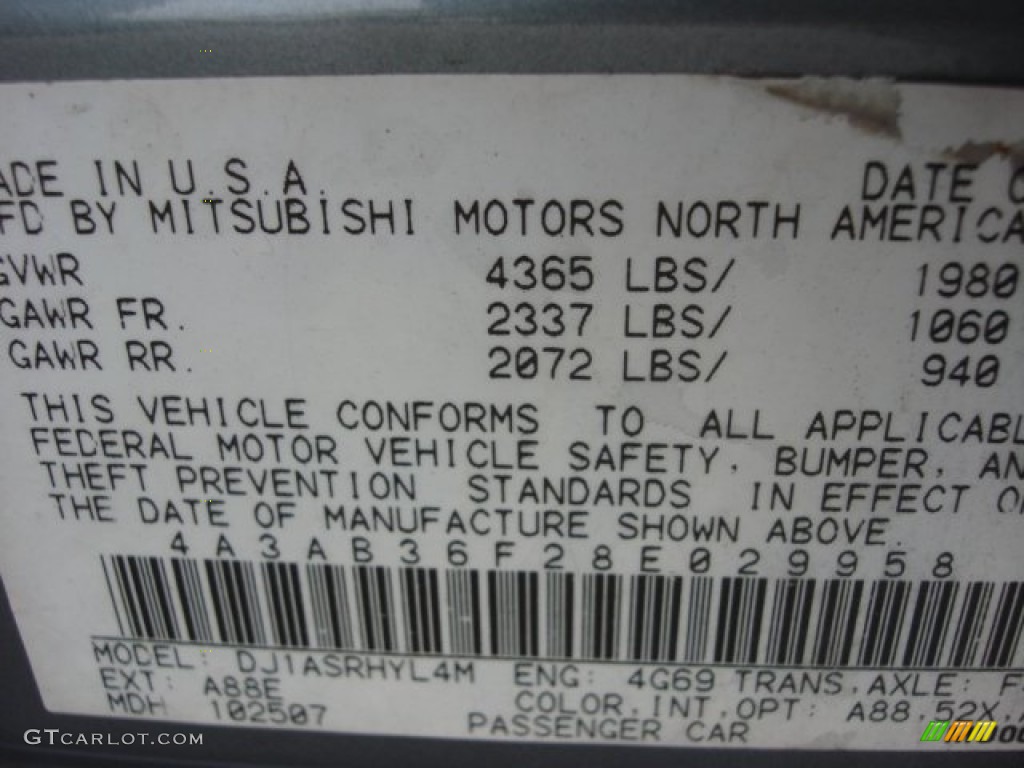 ADE IN U.S.A. DATE O
FD BY MITSUBISHI MOTORS NORTH AMERICA
GVWR 4365 LBS/ 1980
GAWR FR. 2337 LBS/ 1060
GAWR RR. 2072 LBS/ 940
THIS VEHICLE CONFORMS TO ALL APPLICABL
FEDERAL MOTOR VEHICLE SAFETY, BUMPER, AN
THEFT PREVENTION STANDARDS IN EFFECT O
THE DATE OF MANUFACTURE SHOWN ABOVE.
4A3AB36F28E029958
MODEL: DJ1ASRHYL4M ENG: 4G69 TRANS,AXLE: F
EXT: A88E COLOR,INT,OPT: A88,52X,
MDH 102507 PASSENGER CAR
GTCARLOT.COM